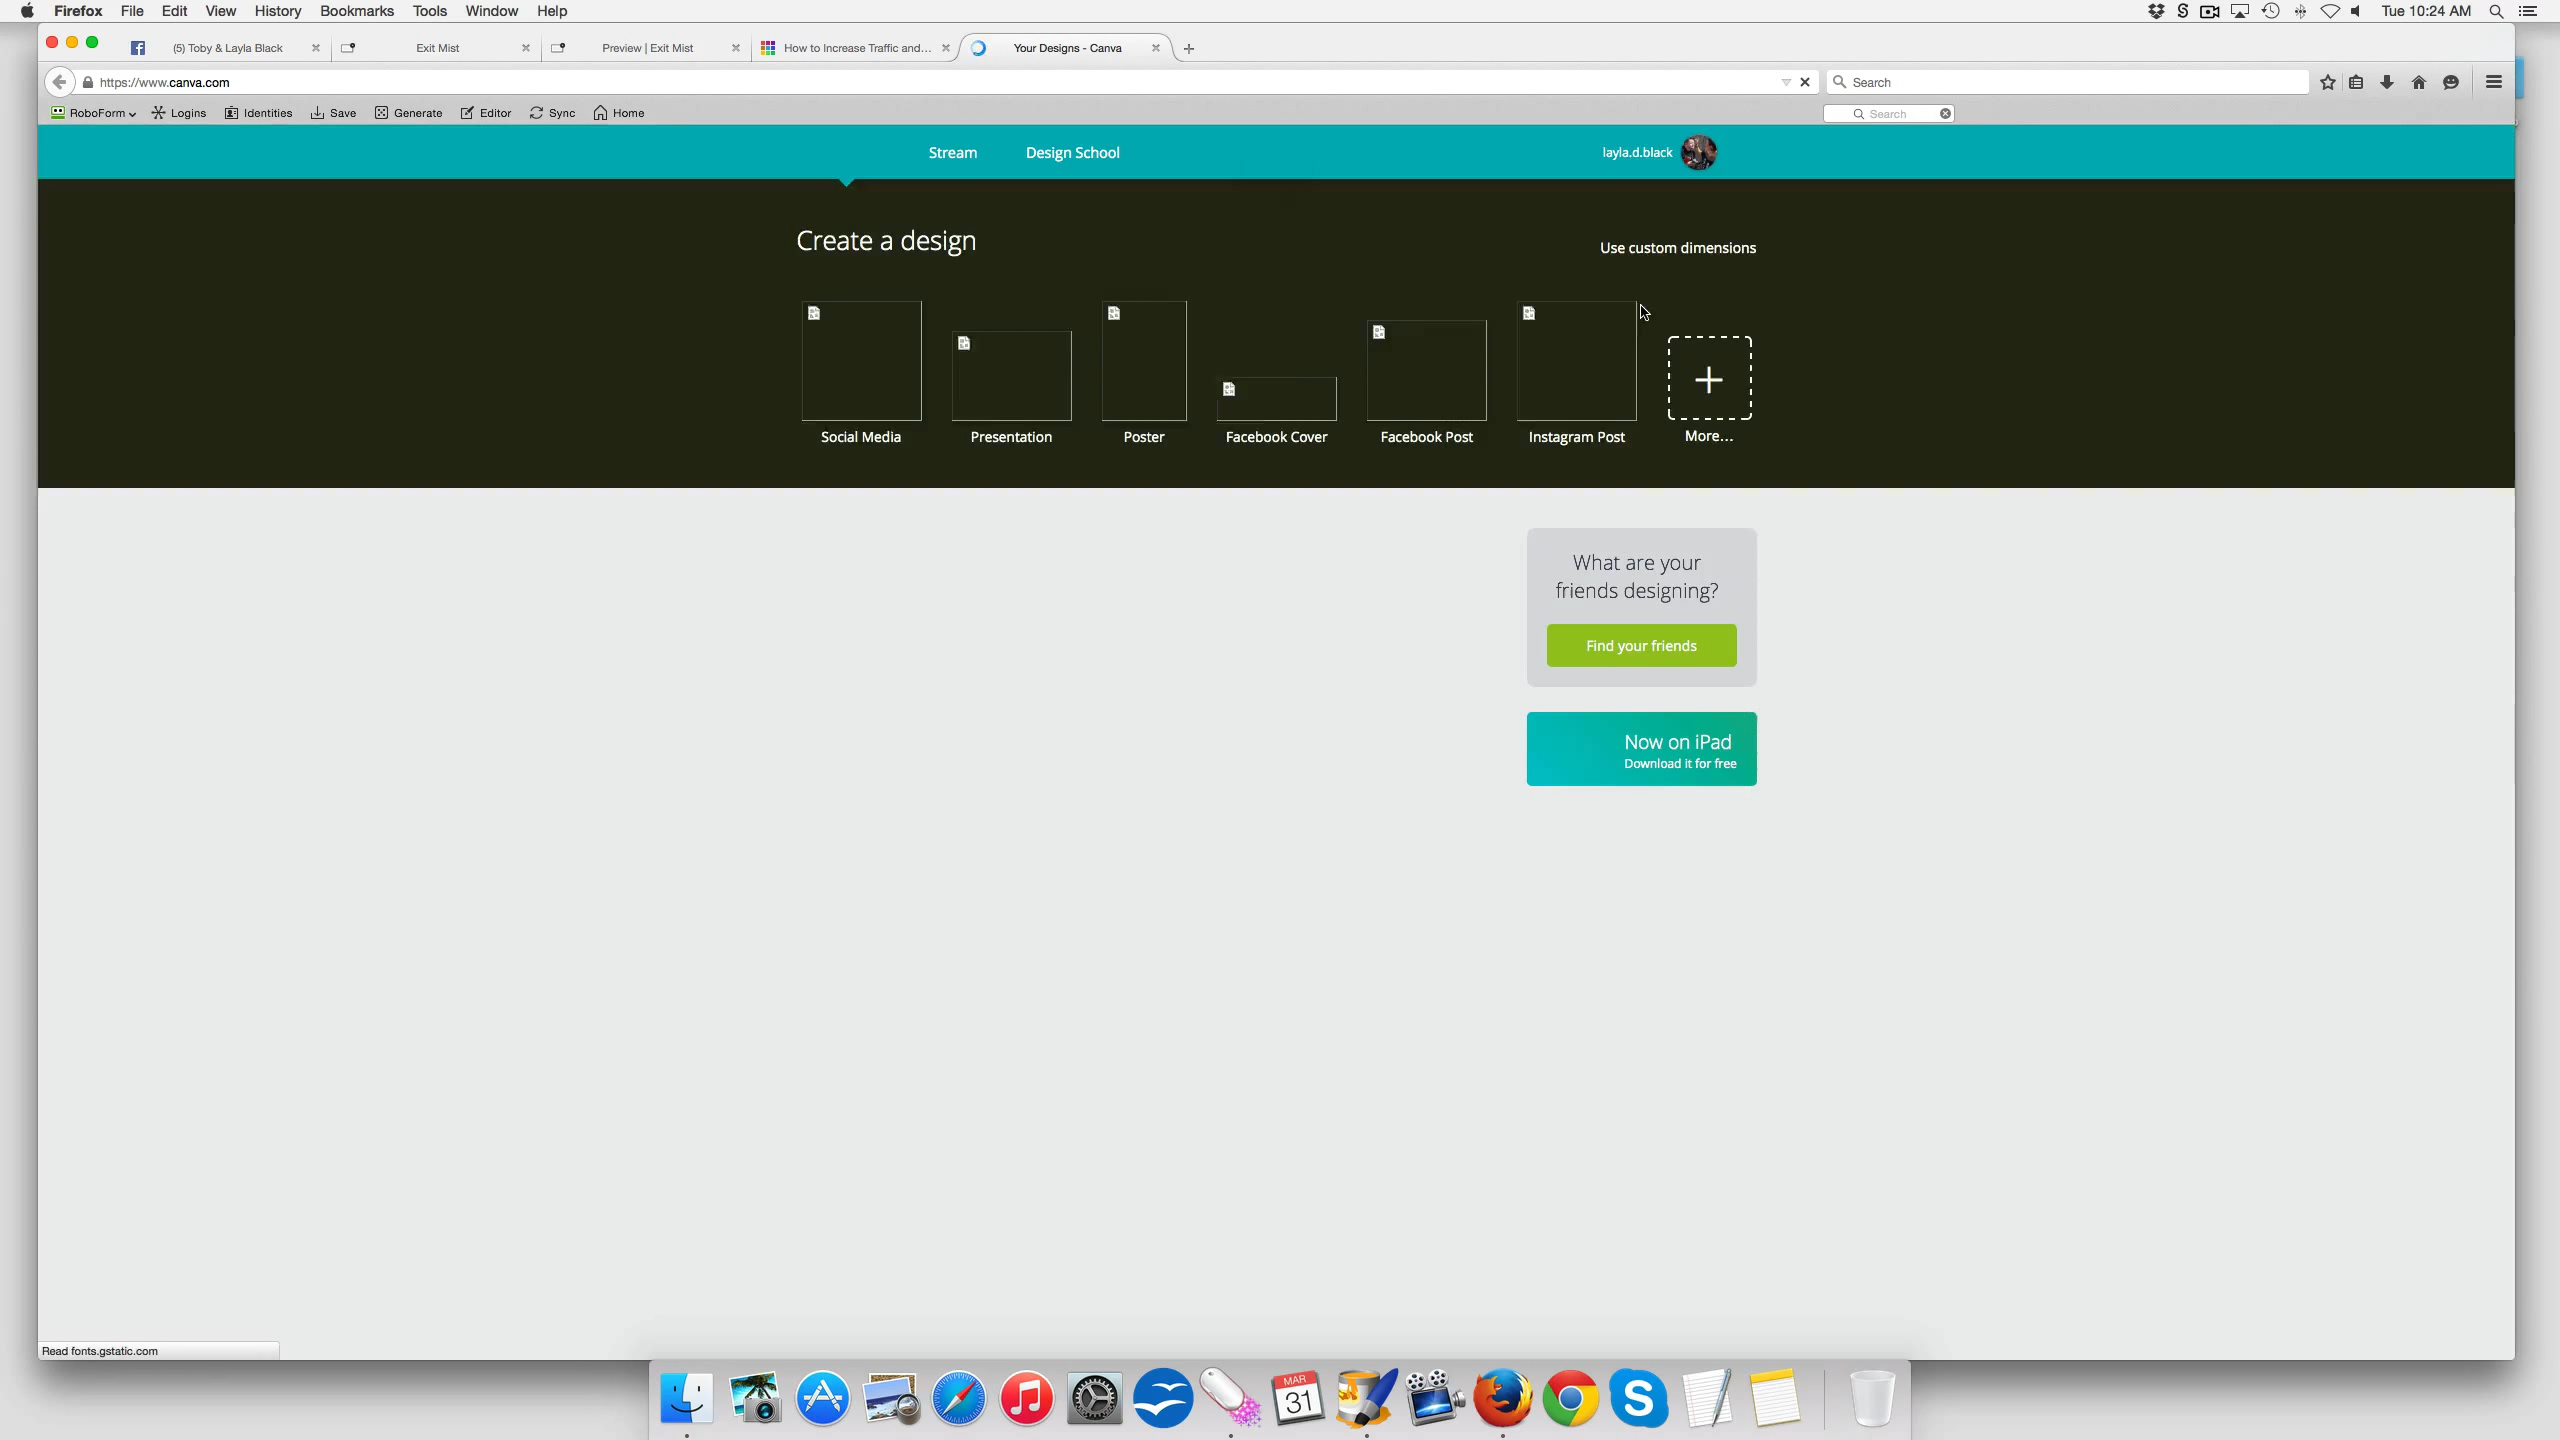 Firefox File Edit View History Bookmarks Tools Window Help Tue 10:24 AM
(5) Toby & Layla Black Exit Mist Preview | Exit Mist How to Increase Traffic and... Your Designs - Canva
https://www.canva.com Search
RoboForm Logins Identities Save Generate Editor Sync Home Search
Stream Design School layla.d.black
Create a design
Use custom dimensions
Social Media Presentation Poster Facebook Cover Facebook Post Instagram Post More...
What are your
friends designing?
Find your friends
Now on iPad
Download it for free
Read fonts.gstatic.com
MAR
31